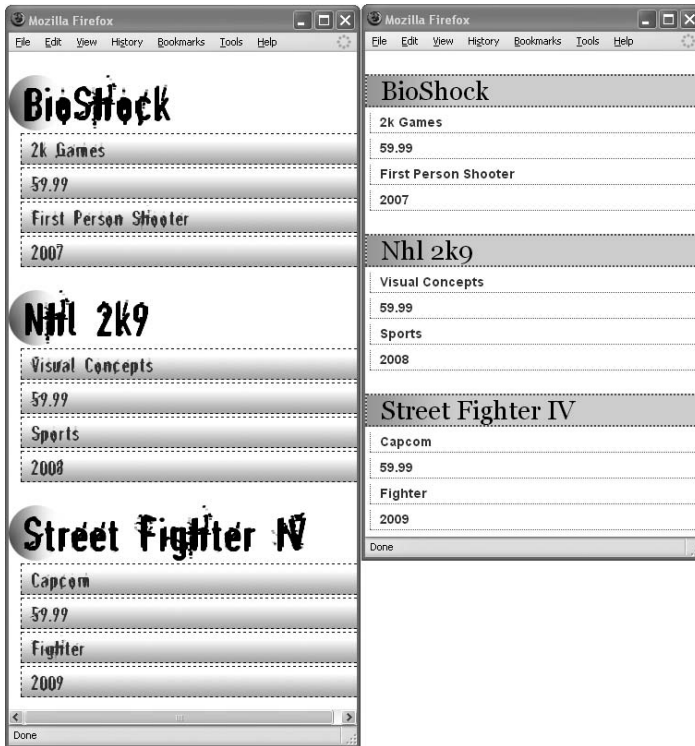 Mozilla Firefox
File Edit View History Bookmarks Tools Help
BioShock
2k Games
59.99
First Person Shooter
2007
Nhl 2k9
Visual Concepts
59.99
Sports
2008
Street Fighter IV
Capcom
59.99
Fighter
2009
Done
Mozilla Firefox
File Edit View History Bookmarks Tools Help
BioShock
2k Games
59.99
First Person Shooter
2007
Nhl 2k9
Visual Concepts
59.99
Sports
2008
Street Fighter IV
Capcom
59.99
Fighter
2009
Done